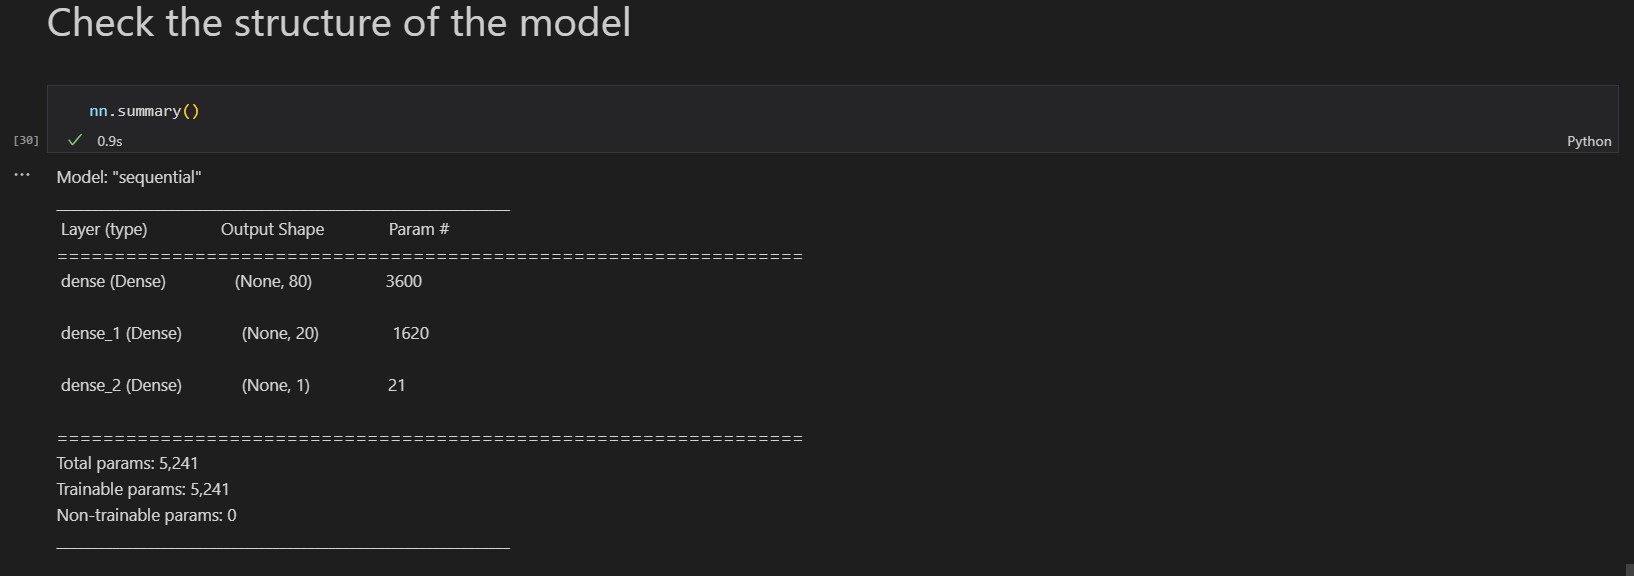 Check the structure of the model
nn.summary()
[30] ✓ 0.9s Python
... Model: "sequential"
_________________________________________________________________
Layer (type) Output Shape Param #
=================================================================
dense (Dense) (None, 80) 3600
dense_1 (Dense) (None, 20) 1620
dense_2 (Dense) (None, 1) 21
=================================================================
Total params: 5,241
Trainable params: 5,241
Non-trainable params: 0
_________________________________________________________________